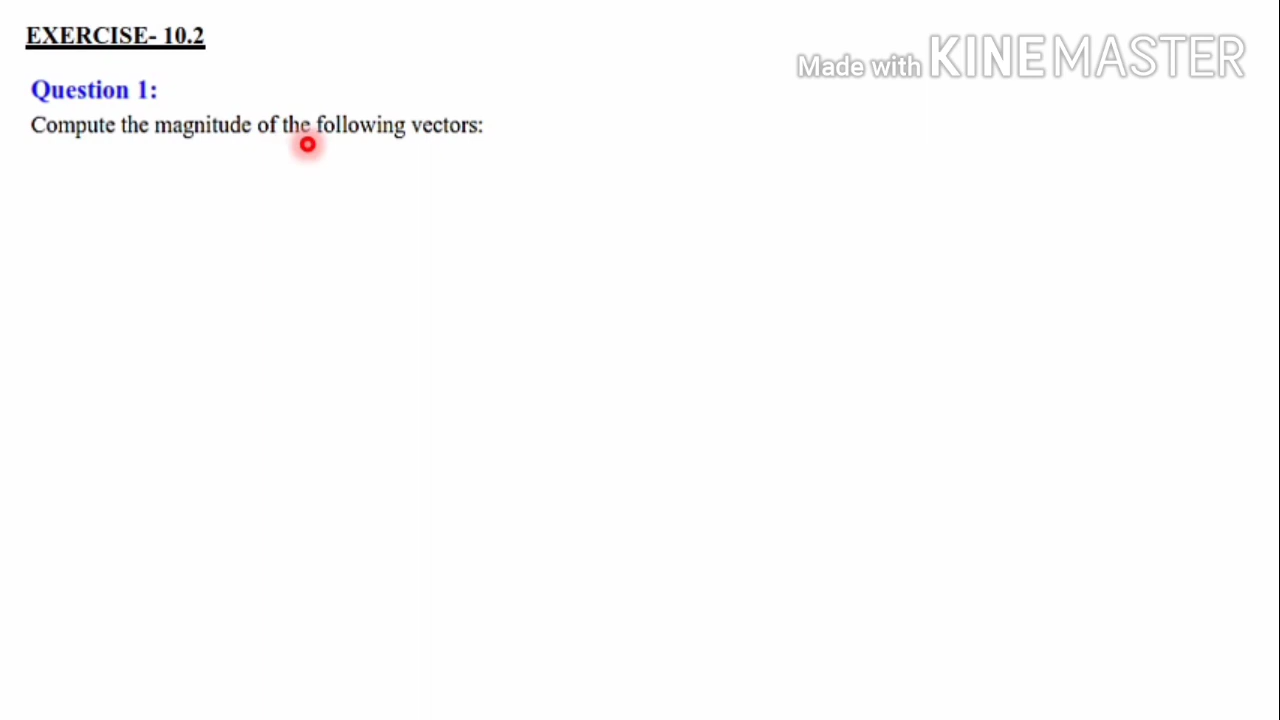 EXERCISE- 10.2
Made with KINEMASTER
Question 1:
Compute the magnitude of the following vectors: